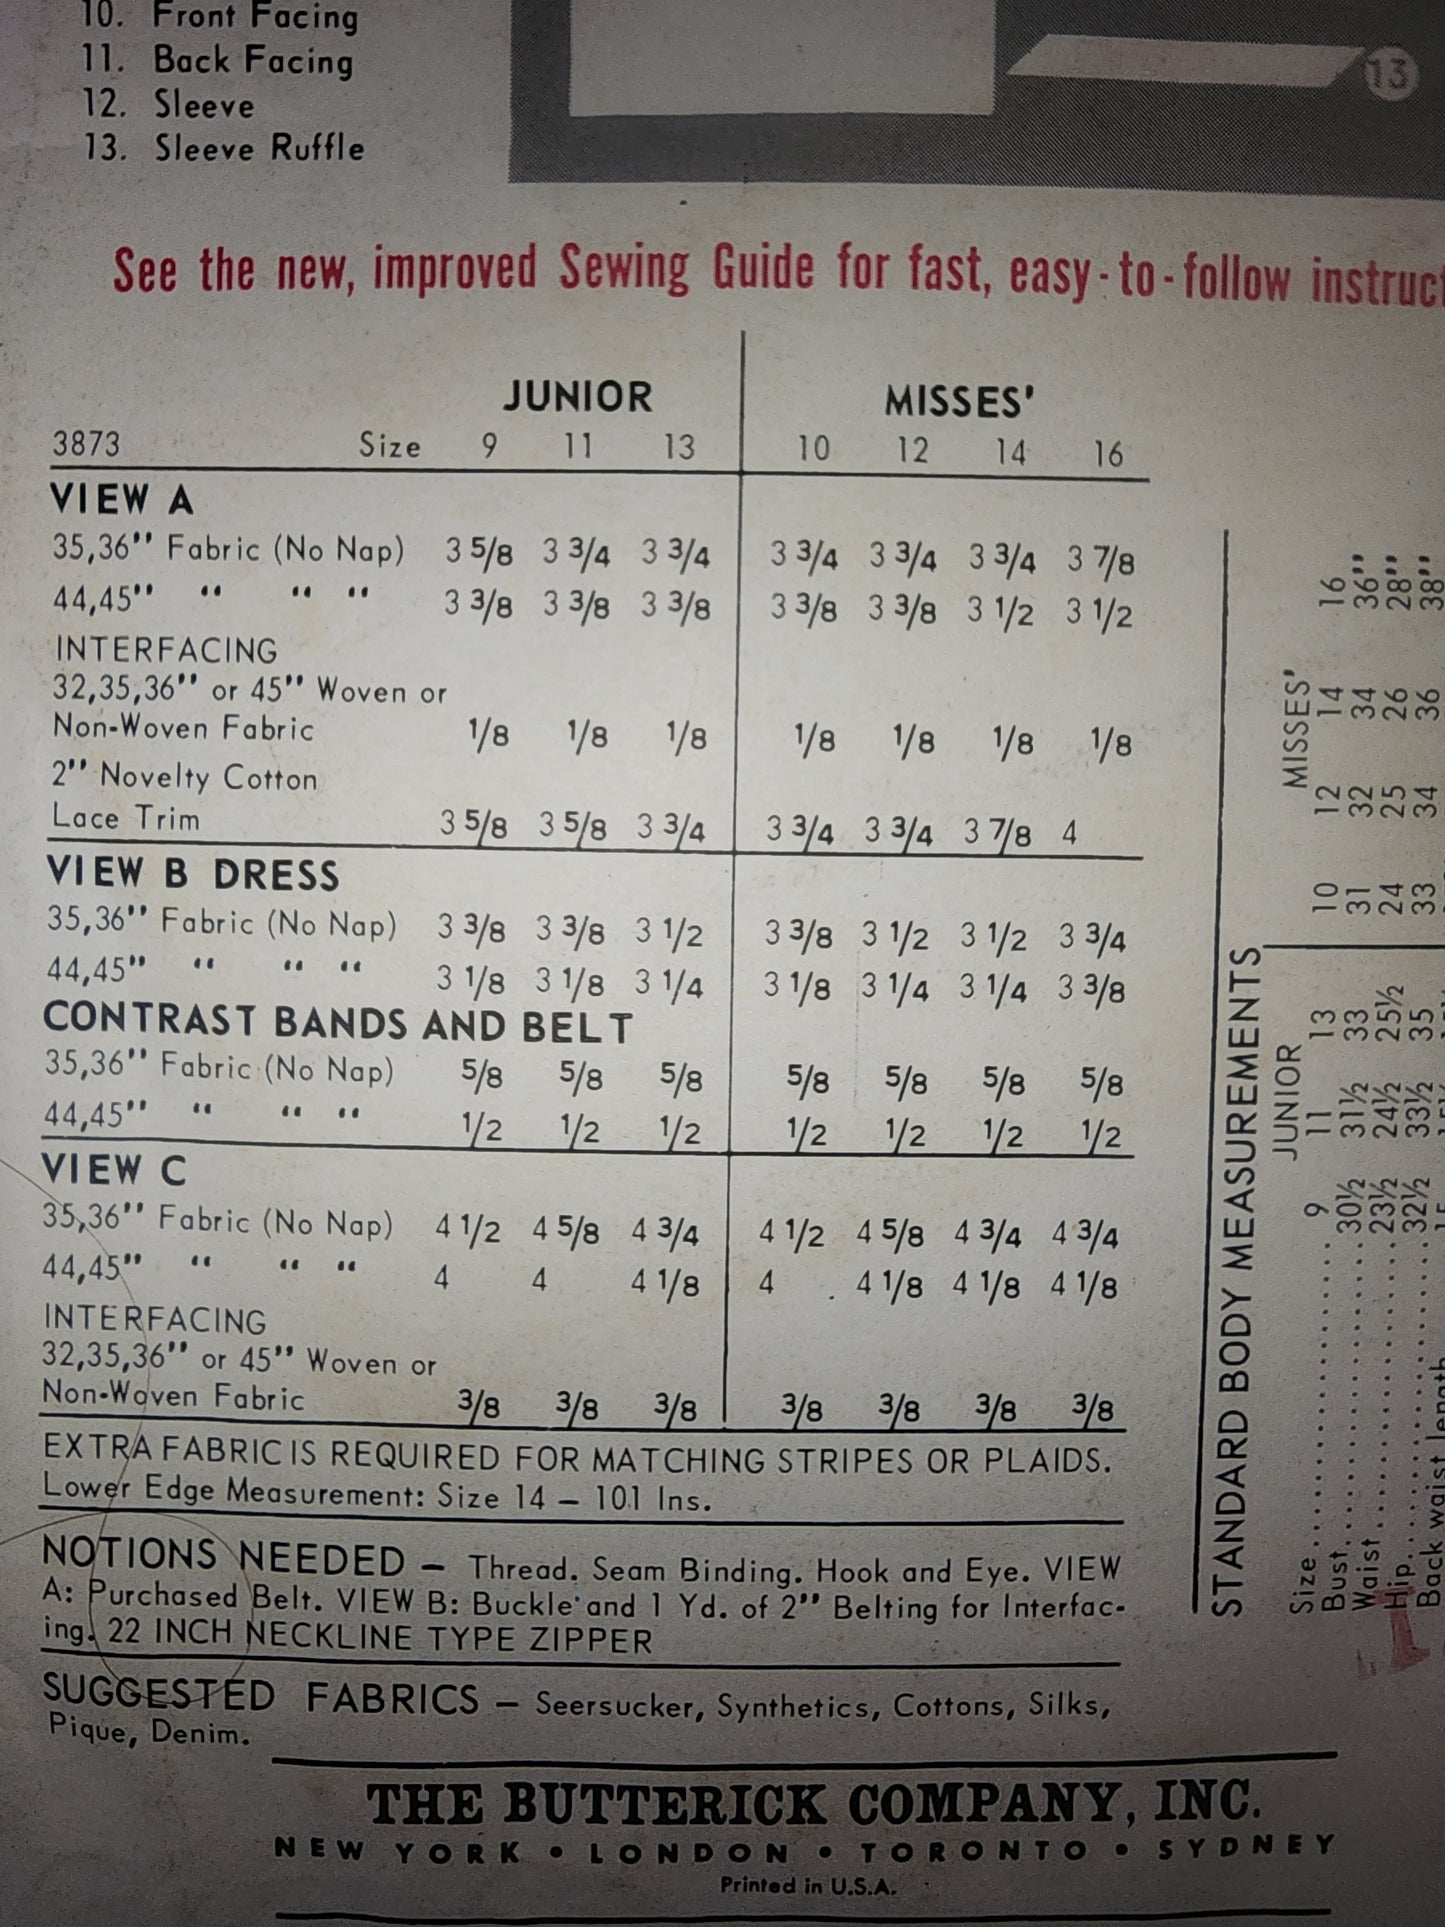 10. Front Facing
11. Back Facing
12. Sleeve
13. Sleeve Ruffle
13
See the new, improved Sewing Guide for fast, easy-to-follow
JUNIOR MISSES'
3873 Size 9 11 13 10 12 14 16
VIEW A
35,36" Fabric (No Nap) 3 5/8 3 3/4 3 3/4 3 3/4 3 3/4 3 3/4 3 7/8
44,45" " " " 3 3/8 3 3/8 3 3/8 3 3/8 3 3/8 3 1/2 3 1/2
INTERFACING
32,35,36" or 45" Woven or
Non-Woven Fabric 1/8 1/8 1/8 1/8 1/8 1/8 1/8
2" Novelty Cotton
Lace Trim 3 5/8 3 5/8 3 3/4 3 3/4 3 3/4 3 7/8 4
VIEW B DRESS
35,36" Fabric (No Nap) 3 3/8 3 3/8 3 1/2 3 3/8 3 1/2 3 1/2 3 3/4
44,45" " " " 3 1/8 3 1/8 3 1/4 3 1/8 3 1/4 3 1/4 3 3/8
CONTRAST BANDS AND BELT
35,36" Fabric (No Nap) 5/8 5/8 5/8 5/8 5/8 5/8 5/8
44,45" " " " 1/2 1/2 1/2 1/2 1/2 1/2 1/2
VIEW C
35,36" Fabric (No Nap) 4 1/2 4 5/8 4 3/4 4 1/2 4 5/8 4 3/4 4 3/4
44,45" " " " 4 4 4 1/8 4 4 1/8 4 1/8 4 1/8
INTERFACING
32,35,36" or 45" Woven or
Non-Woven Fabric 3/8 3/8 3/8 3/8 3/8 3/8 3/8
EXTRA FABRIC IS REQUIRED FOR MATCHING STRIPES OR PLAIDS.
Lower Edge Measurement: Size 14 – 101 Ins.
NOTIONS NEEDED – Thread. Seam Binding. Hook and Eye. VIEW
A: Purchased Belt. VIEW B: Buckle and 1 Yd. of 2" Belting for Interfac-
ing. 22 INCH NECKLINE TYPE ZIPPER
SUGGESTED FABRICS – Seersucker, Synthetics, Cottons, Silks,
Pique, Denim.
THE BUTTERICK COMPANY, INC.
NEW YORK • LONDON • TORONTO • SYDNEY
Printed in U.S.A.
STANDARD BODY MEASUREMENTS
JUNIOR MISSES'
Size 9 11 13 10 12 14 16
Bust 30½ 31½ 33 31 32 34 36"
Waist 23½ 24½ 25½ 24 25 26 28"
Hip 32½ 33½ 35 33 34 36 38"
Back waist length